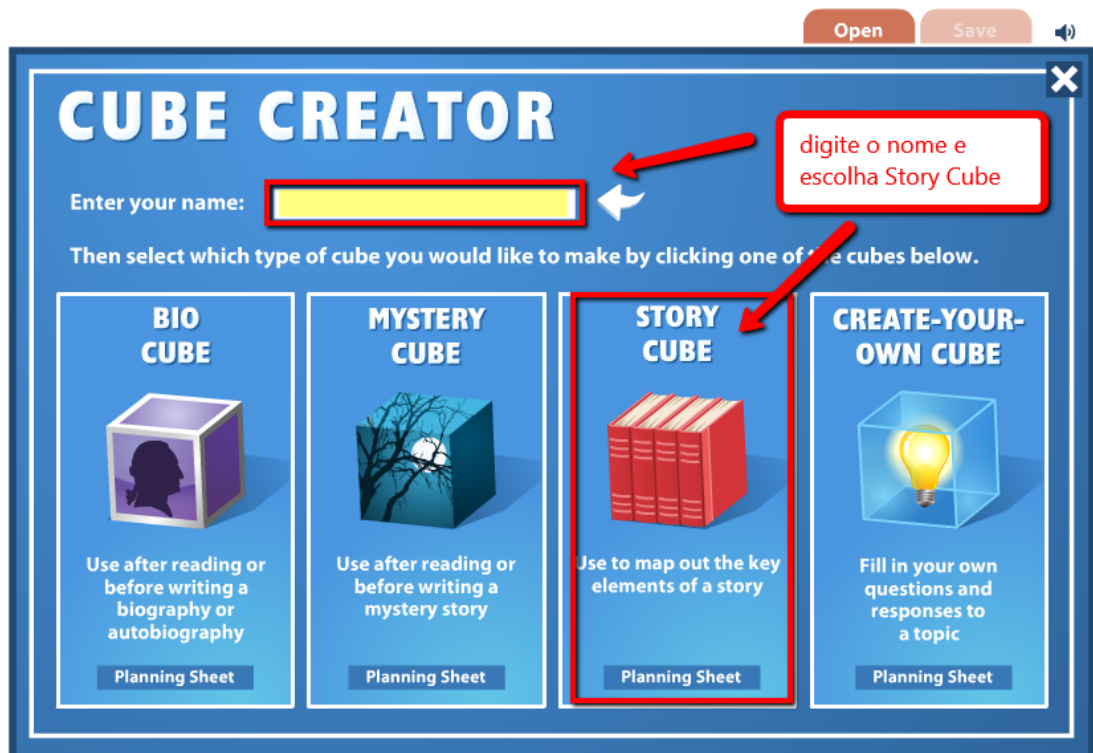 Open
Save
CUBE CREATOR
digite o nome e
escolha Story Cube
Enter your name:
Then select which type of cube you would like to make by clicking one of the cubes below.
BIO
CUBE
Use after reading or
before writing a
biography or
autobiography
Planning Sheet
MYSTERY
CUBE
Use after reading or
before writing a
mystery story
Planning Sheet
STORY
CUBE
Use to map out the key
elements of a story
Planning Sheet
CREATE-YOUR-
OWN CUBE
Fill in your own
questions and
responses to
a topic
Planning Sheet